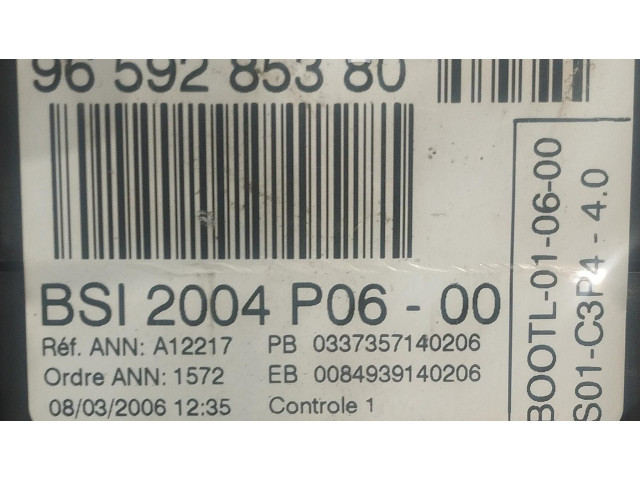 96 592 853 80
BSI 2004 P06 - 00
Réf. ANN: A12217 PB 0337357140206
Ordre ANN: 1572 EB 0084939140206
08/03/2006 12:35 Controle 1
BOOTL-01-06-00
S01-C3P4 - 4.0